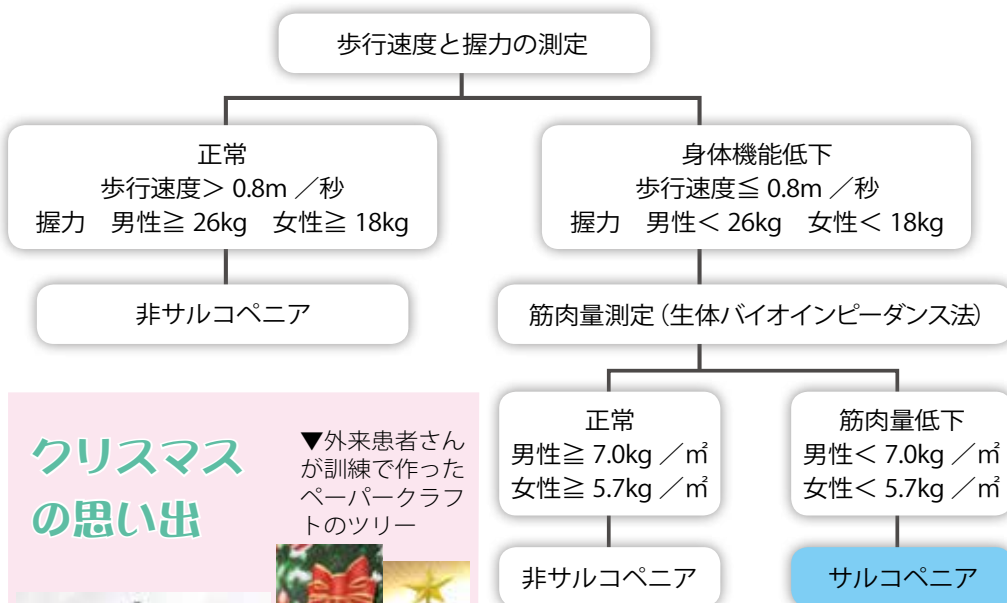 歩行速度と握力の測定
正常
歩行速度＞ 0.8m ／秒
握力　男性≧ 26kg　女性≧ 18kg
身体機能低下
歩行速度≦ 0.8m ／秒
握力　男性＜ 26kg　女性＜ 18kg
非サルコペニア
筋肉量測定（生体バイオインピーダンス法）
正常
男性≧ 7.0kg ／㎡
女性≧ 5.7kg ／㎡
筋肉量低下
男性＜ 7.0kg ／㎡
女性＜ 5.7kg ／㎡
非サルコペニア
サルコペニア
クリスマス
の思い出
▼外来患者さん
が訓練で作った
ペーパークラフ
トのツリー